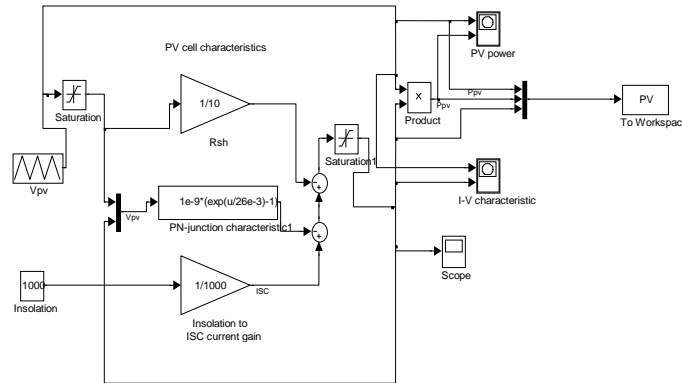 PV cell characteristics
PV power
Saturation
1/10
Rsh
x
Product
Ppv
Ppv
PV
To Workspac
Vpv
Saturation1
-
+
1e-9*(exp(u/26e-3)-1)
Vpv
PN-junction characteristic1
-
+
I-V characteristic
Scope
1000
Insolation
1/1000
ISC
Insolation to
ISC current gain